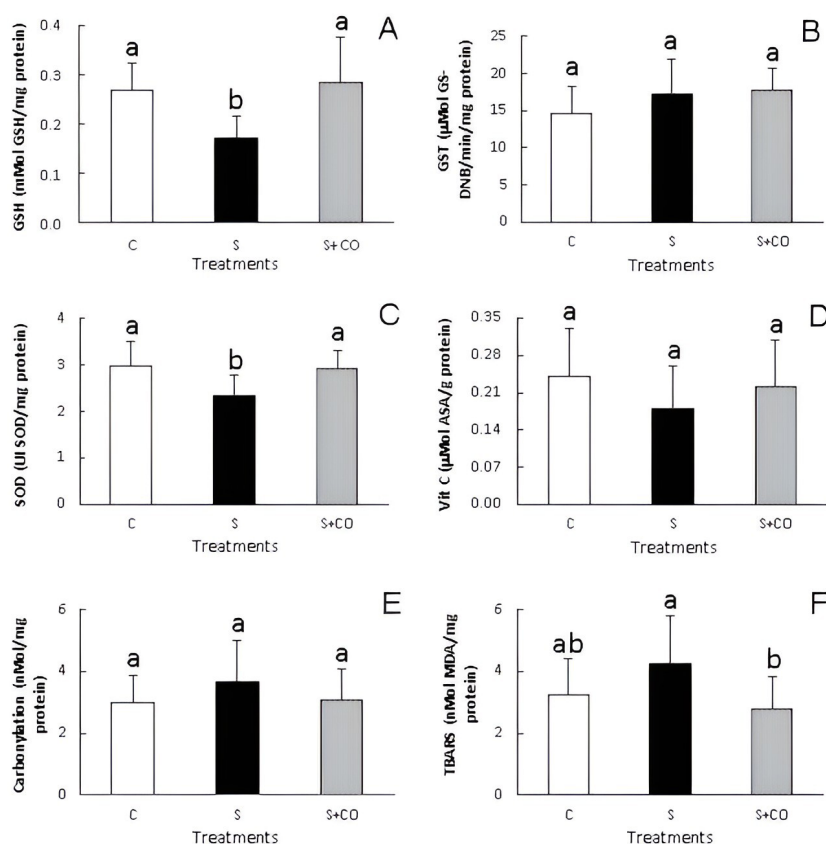 A
GSH (mMol GSH/mg protein)
0.4
0.3
0.2
0.1
0.0
a
b
a
C S S+CO
Treatments
B
GST (µMol GS-
DNB/min/mg protein)
25
20
15
10
5
0
a
a
a
C S S+CO
Treatments
C
SOD (UI SOD/mg protein)
4
3
2
1
0
a
b
a
C S S+CO
Treatments
D
Vit C (µMol ASA/g protein)
0.35
0.28
0.21
0.14
0.07
0.00
a
a
a
C S S+CO
Treatments
E
Carbonylation (nMol/mg
protein)
6
4
2
0
a
a
a
C S S+CO
Treatments
F
TBARS (nMol MDA/mg
protein)
6
4
2
0
ab
a
b
C S S+CO
Treatments